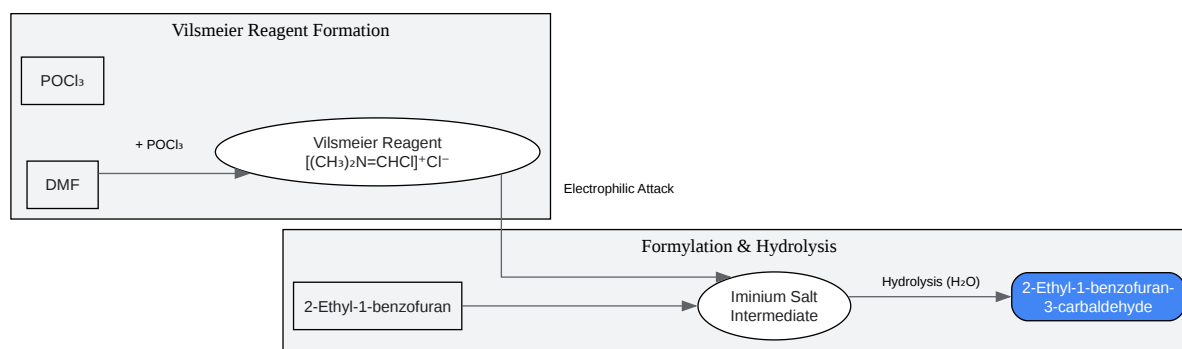 Vilsmeier Reagent Formation
POCl₃
+ POCl₃
Vilsmeier Reagent
[(CH₃)₂N=CHCl]⁺Cl⁻
DMF
Electrophilic Attack
Formylation & Hydrolysis
2-Ethyl-1-benzofuran
Iminium Salt
Intermediate
Hydrolysis (H₂O)
2-Ethyl-1-benzofuran-
3-carbaldehyde